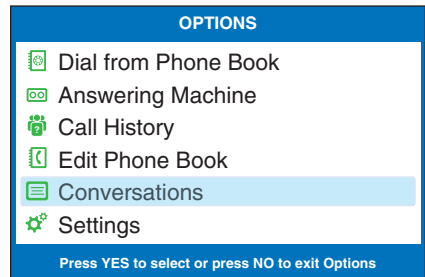 OPTIONS
Dial from Phone Book
Answering Machine
Call History
Edit Phone Book
Conversations
Settings
Press YES to select or press NO to exit Options